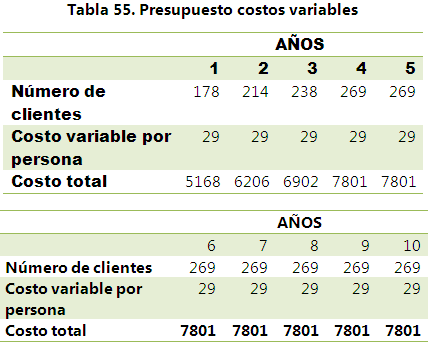 Tabla 55. Presupuesto costos variables
AÑOS
1 2 3 4 5
Número de clientes 178 214 238 269 269
Costo variable por persona 29 29 29 29 29
Costo total 5168 6206 6902 7801 7801
AÑOS
6 7 8 9 10
Número de clientes 269 269 269 269 269
Costo variable por persona 29 29 29 29 29
Costo total 7801 7801 7801 7801 7801